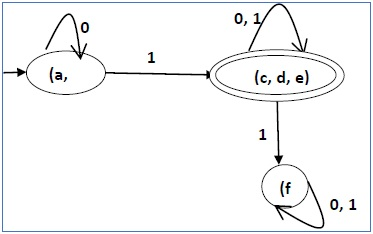 0
0, 1
1
(a,
(c, d, e)
1
(f
0, 1